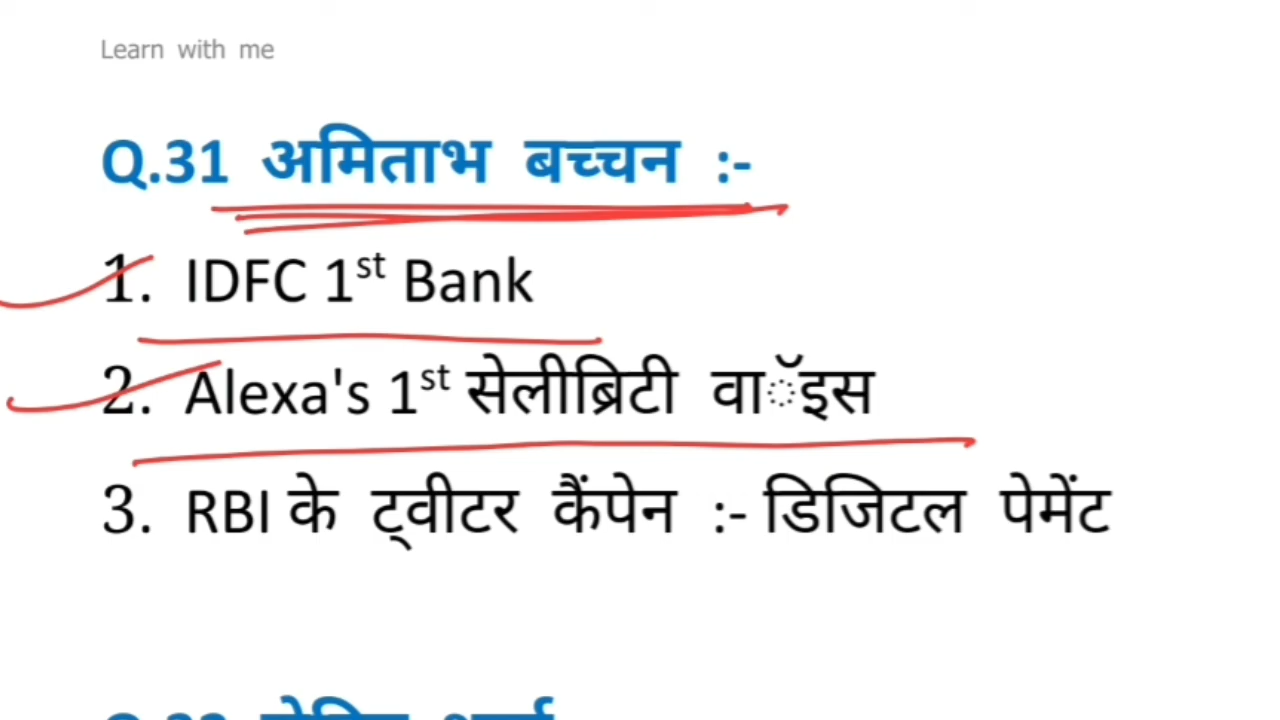 Learn with me
Q.31 अमिताभ बच्चन :-
1. IDFC 1st Bank
2. Alexa's 1st सेलीब्रिटी वाॅइस
3. RBI के ट्वीटर कैंपेन :- डिजिटल पेमेंट